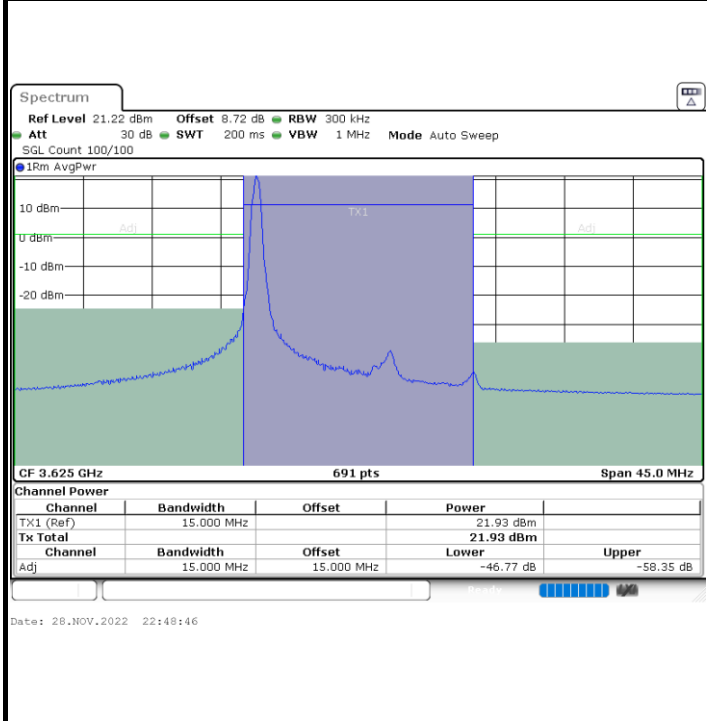 Spectrum
Ref Level 21.22 dBm Offset 8.72 dB RBW 300 kHz
Att 30 dB SWT 200 ms VBW 1 MHz Mode Auto Sweep
SGL Count 100/100
1Rm AvgPwr
10 dBm
TX1
Adj Adj
0 dBm
-10 dBm
-20 dBm
CF 3.625 GHz 691 pts Span 45.0 MHz
Channel Power
Channel Bandwidth Offset Power
TX1 (Ref) 15.000 MHz 21.93 dBm
Tx Total 21.93 dBm
Channel Bandwidth Offset Lower Upper
Adj 15.000 MHz 15.000 MHz -46.77 dB -58.35 dB
Ready
Date: 28.NOV.2022 22:48:46